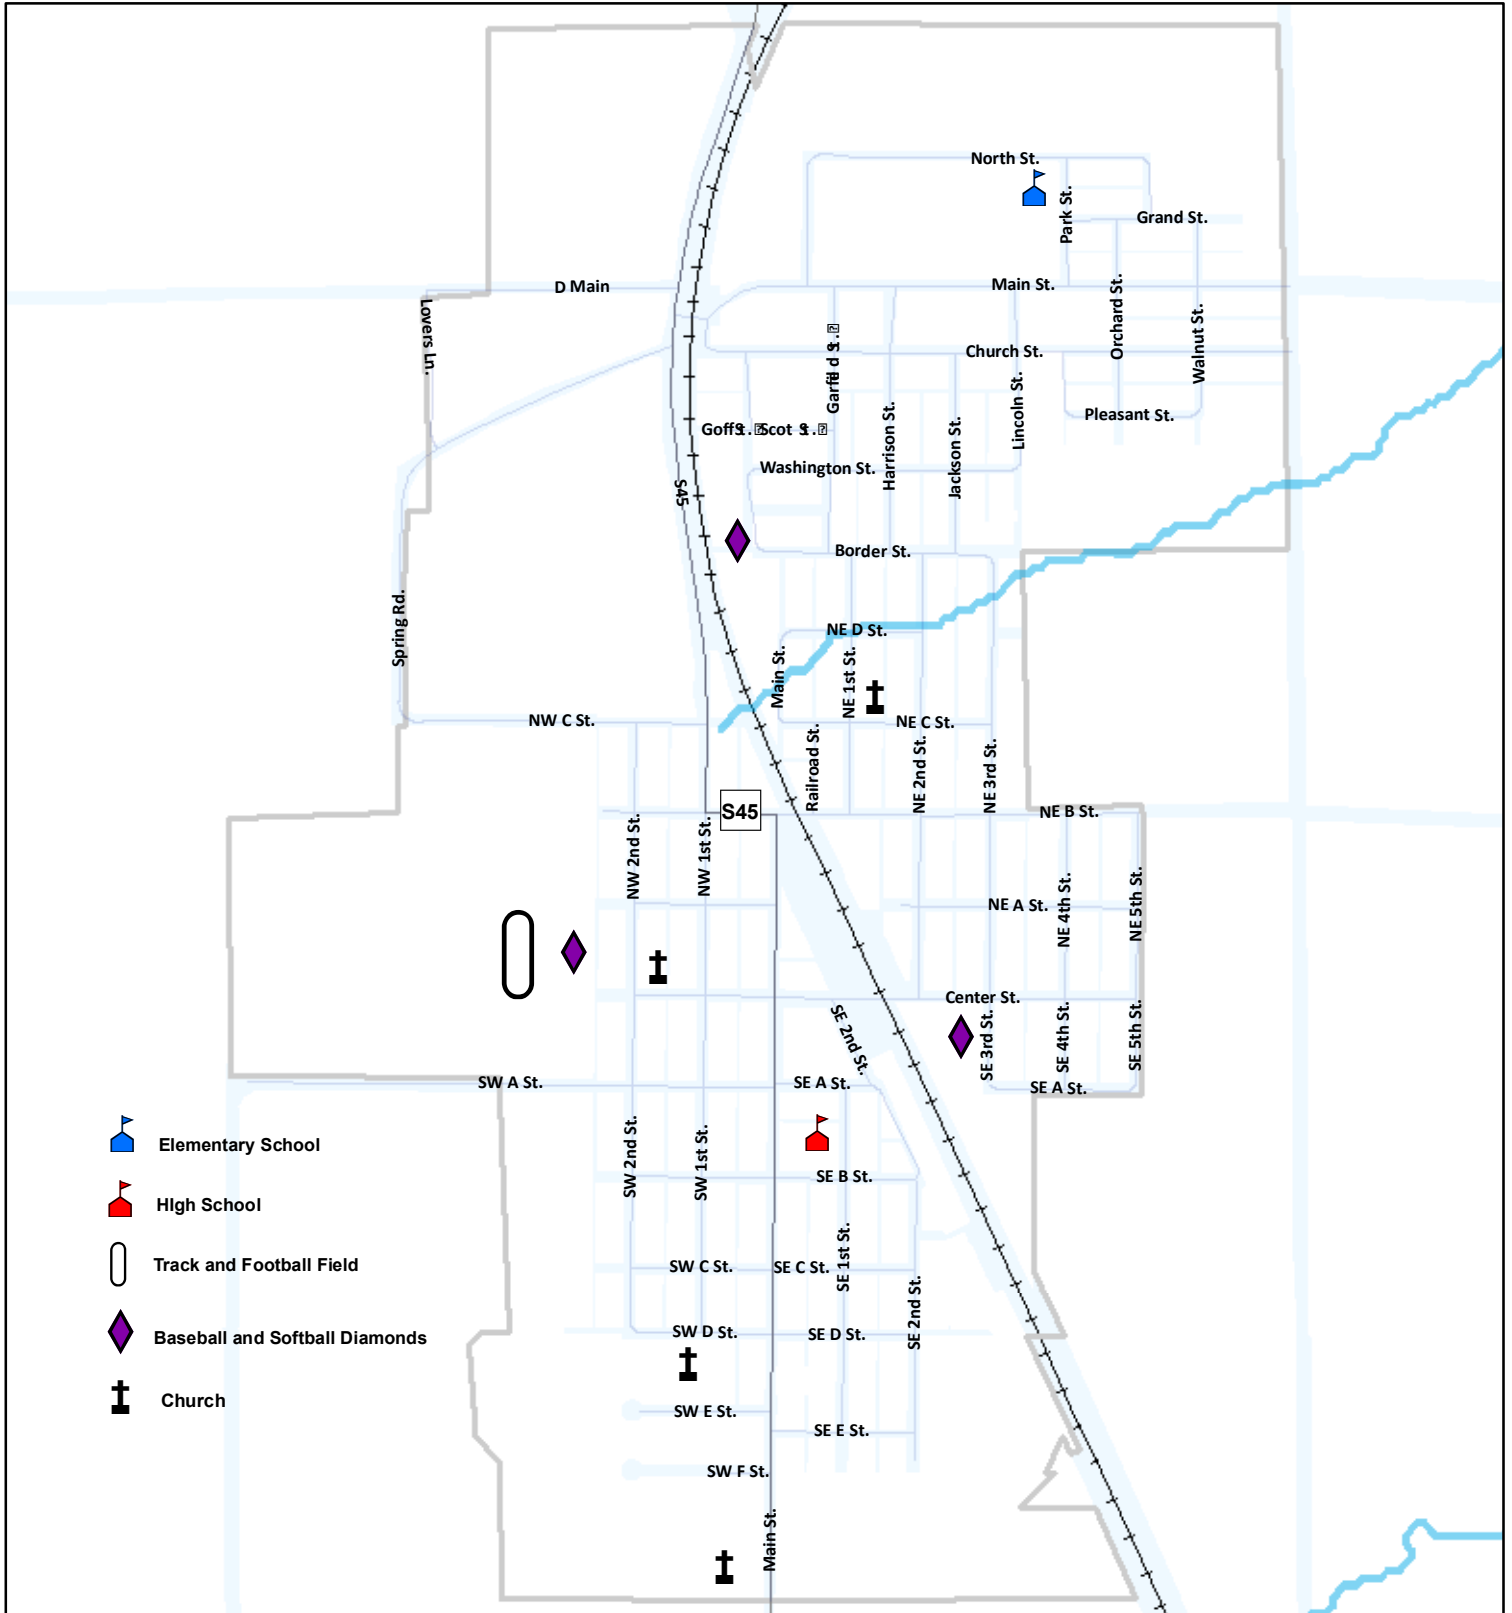 North St.
Park St.
Grand St.
D Main
Main St.
Lovers Ln.
Orchard St.
Walnut St.
Church St.
Lincoln St.
Pleasant St.
Harrison St.
Jackson St.
Washington St.
S45
Border St.
Spring Rd.
NE D St.
Main St.
NE 1st St.
NW C St.
NE C St.
Railroad St.
NE 2nd St.
NE 3rd St.
S45
NE B St.
NW 2nd St.
NW 1st St.
NE A St.
NE 4th St.
NE 5th St.
Center St.
SE 2nd St.
SE 3rd St.
SE 4th St.
SE 5th St.
SW A St.
SE A St.
SE A St.
Elementary School
SW 2nd St.
SW 1st St.
SE B St.
HIgh School
SE 1st St.
Track and Football Field
SW C St.
SE C St.
SE 2nd St.
SW D St.
SE D St.
Baseball and Softball Diamonds
Church
SW E St.
SE E St.
SW F St.
Main St.